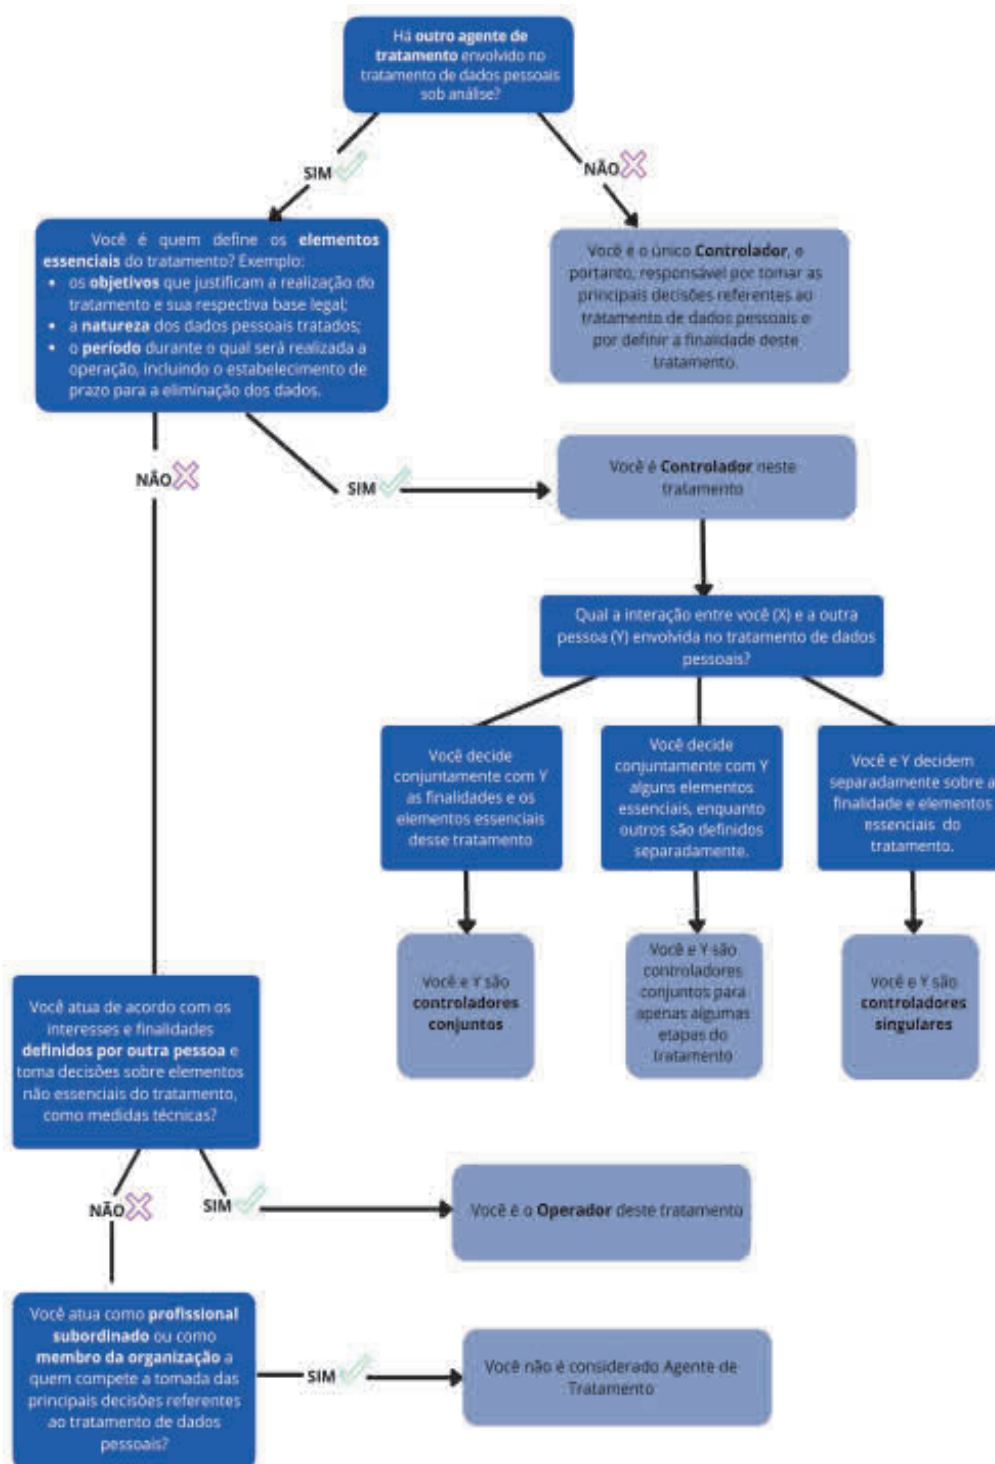 Há outro agente de
tratamento envolvido no
tratamento de dados pessoais
sob análise?
SIM
NÃO
Você é quem define os elementos
essenciais do tratamento? Exemplo:
• os objetivos que justificam a realização do
tratamento e sua respectiva base legal;
• a natureza dos dados pessoais tratados;
• o período durante o qual será realizada a
operação, incluindo o estabelecimento de
prazo para a eliminação dos dados.
Você é o único Controlador, e
portanto, responsável por tomar as
principais decisões referentes ao
tratamento de dados pessoais e
por definir a finalidade deste
tratamento.
NÃO
SIM
Você é Controlador neste
tratamento
Qual a interação entre você (X) e a outra
pessoa (Y) envolvida no tratamento de dados
pessoais?
Você decide
conjuntamente com Y
as finalidades e os
elementos essenciais
desse tratamento
Você decide
conjuntamente com Y
alguns elementos
essenciais, enquanto
outros são definidos
separadamente.
Você e Y decidem
separadamente sobre a
finalidade e elementos
essenciais do
tratamento.
Você e Y são
controladores
conjuntos
Você e Y são
controladores
conjuntos para
apenas algumas
etapas do
tratamento
Você e Y são
controladores
singulares
Você atua de acordo com os
interesses e finalidades
definidos por outra pessoa e
toma decisões sobre elementos
não essenciais do tratamento,
como medidas técnicas?
NÃO
SIM
Você é o Operador deste tratamento
Você atua como profissional
subordinado ou como
membro da organização a
quem compete a tomada das
principais decisões referentes
ao tratamento de dados
pessoais?
SIM
Você não é considerado Agente de
Tratamento